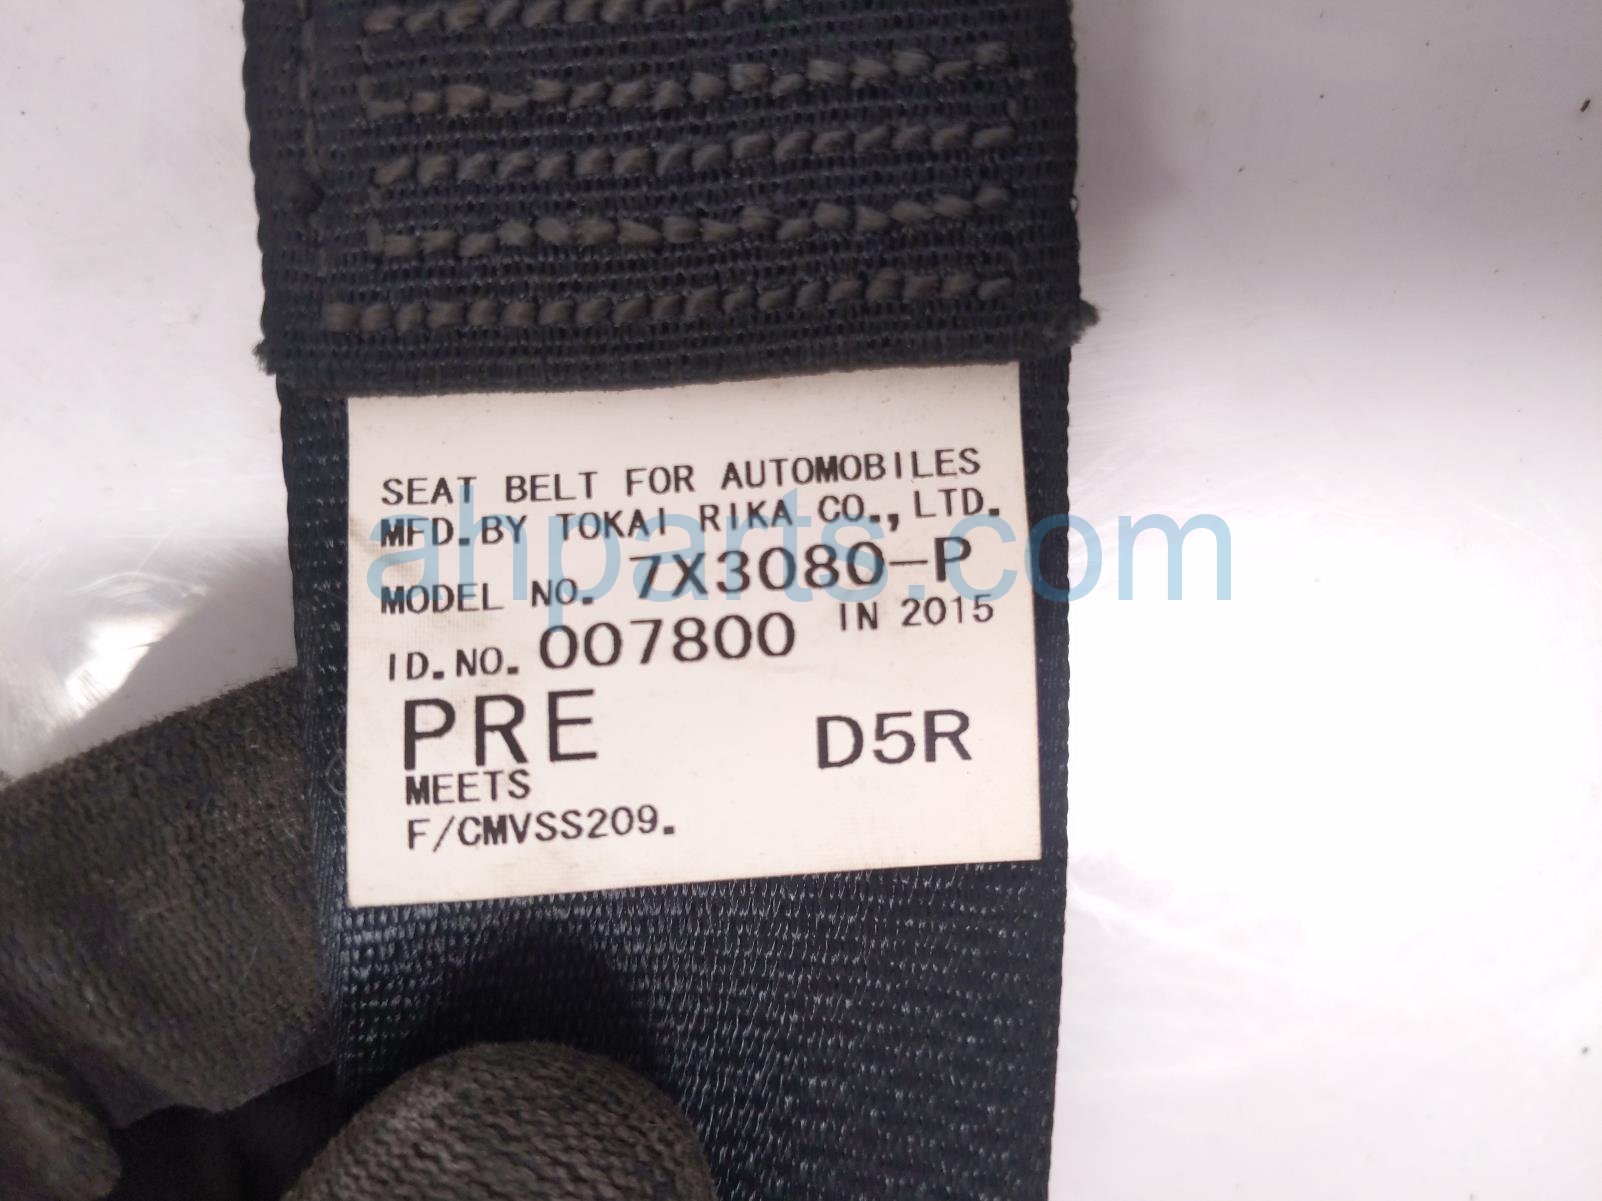 SEAT BELT FOR AUTOMOBILES
MFD.BY TOKAI RIKA CO.,LTD.
MODEL NO. 7X3080-P
ID.NO. 007800 IN 2015
PRE D5R
MEETS
F/CMVSS209.
ahparts.com